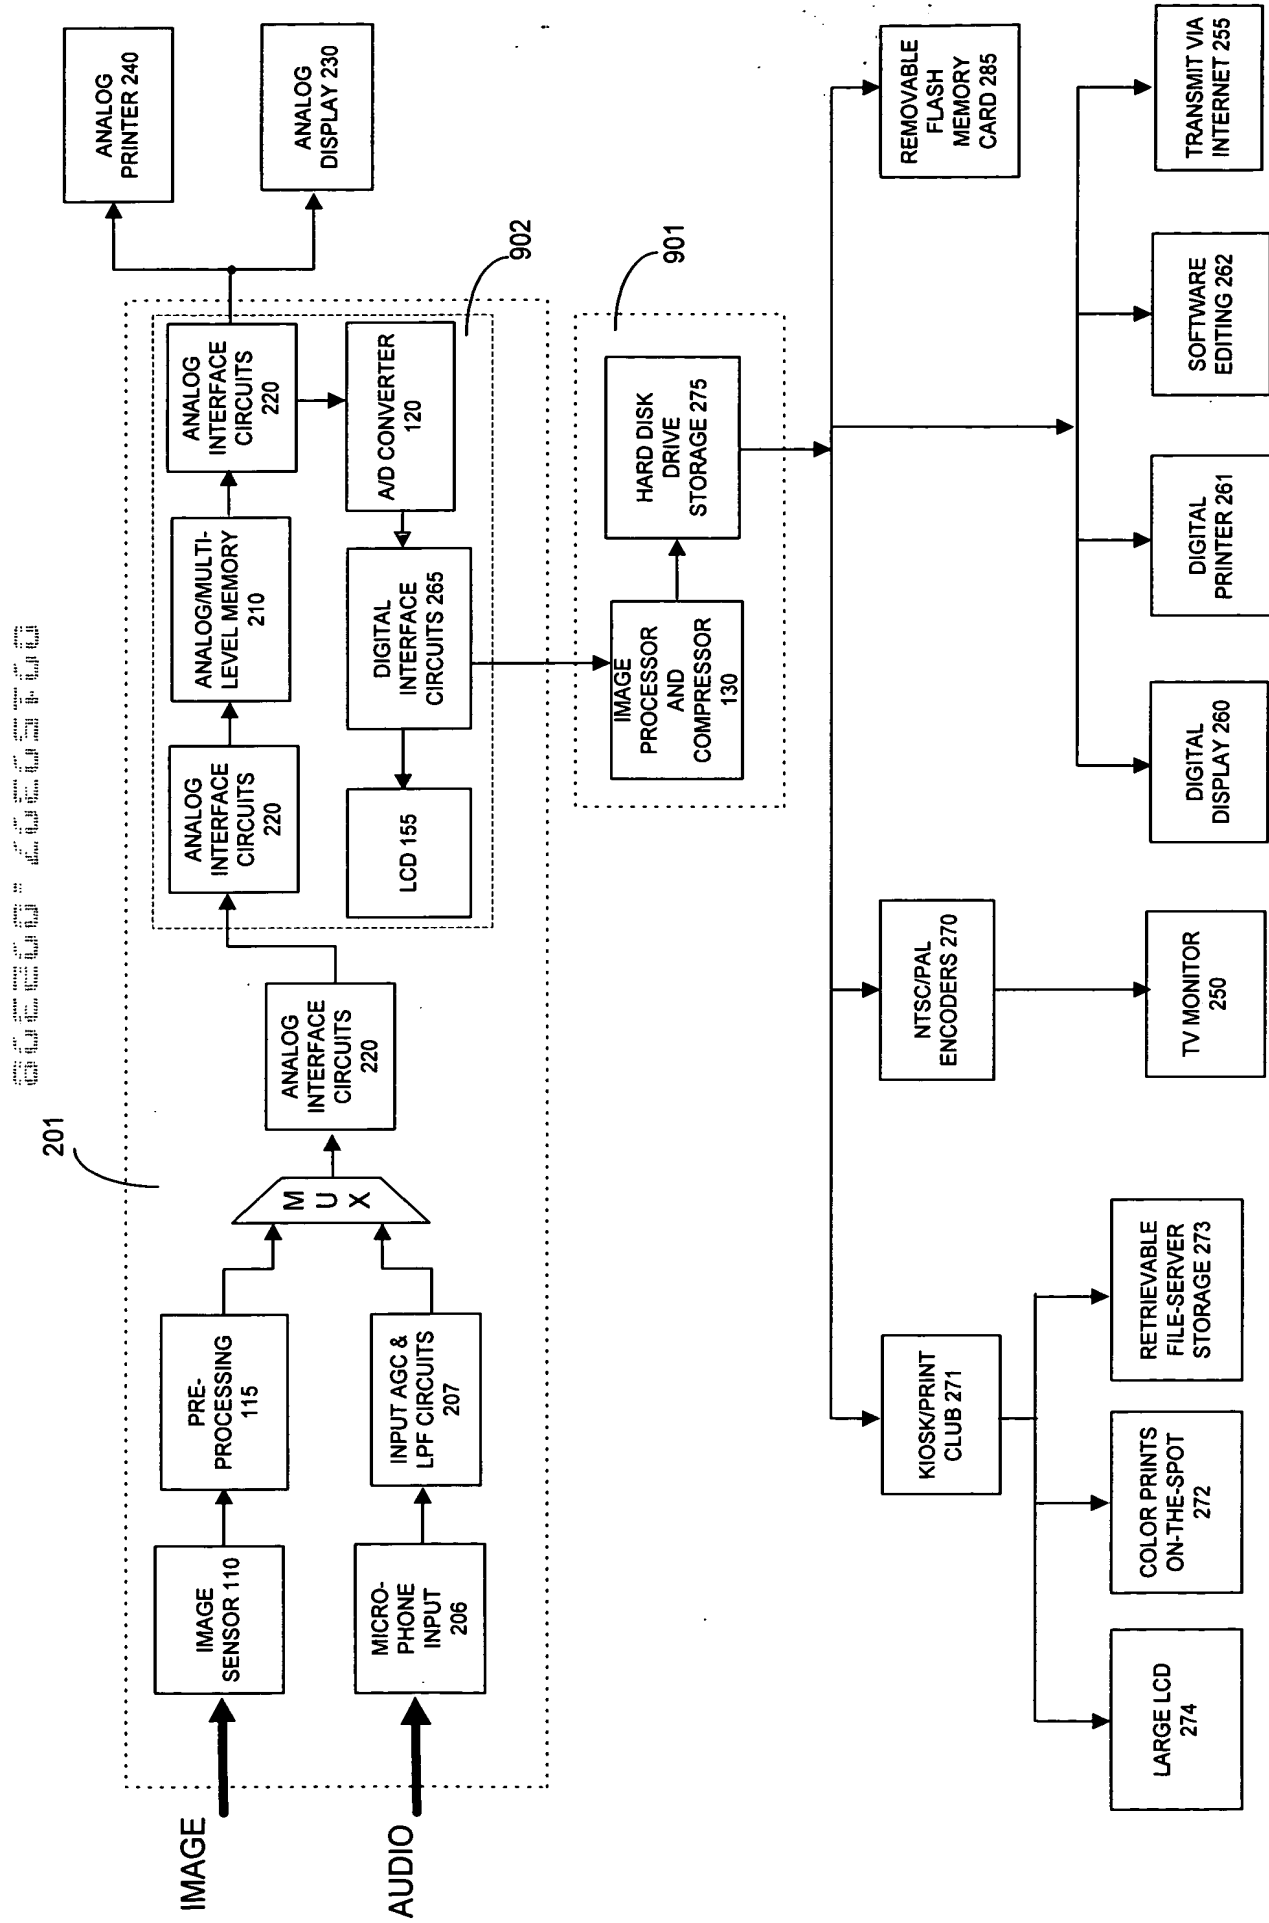 201
902
901
IMAGE
AUDIO
IMAGE
SENSOR 110
PRE-
PROCESSING
115
MICRO-
PHONE
INPUT
206
INPUT AGC &
LPF CIRCUITS
207
M
U
X
ANALOG
INTERFACE
CIRCUITS
220
ANALOG
INTERFACE
CIRCUITS
220
ANALOG/MULTI-
LEVEL MEMORY
210
ANALOG
INTERFACE
CIRCUITS
220
ANALOG
PRINTER 240
ANALOG
DISPLAY 230
LCD 155
DIGITAL
INTERFACE
CIRCUITS 265
A/D CONVERTER
120
IMAGE
PROCESSOR
AND
COMPRESSOR
130
HARD DISK
DRIVE
STORAGE 275
KIOSK/PRINT
CLUB 271
NTSC/PAL
ENCODERS 270
REMOVABLE
FLASH
MEMORY
CARD 285
LARGE LCD
274
COLOR PRINTS
ON-THE-SPOT
272
RETRIEVABLE
FILE-SERVER
STORAGE 273
TV MONITOR
250
DIGITAL
DISPLAY 260
DIGITAL
PRINTER 261
SOFTWARE
EDITING 262
TRANSMIT VIA
INTERNET 255